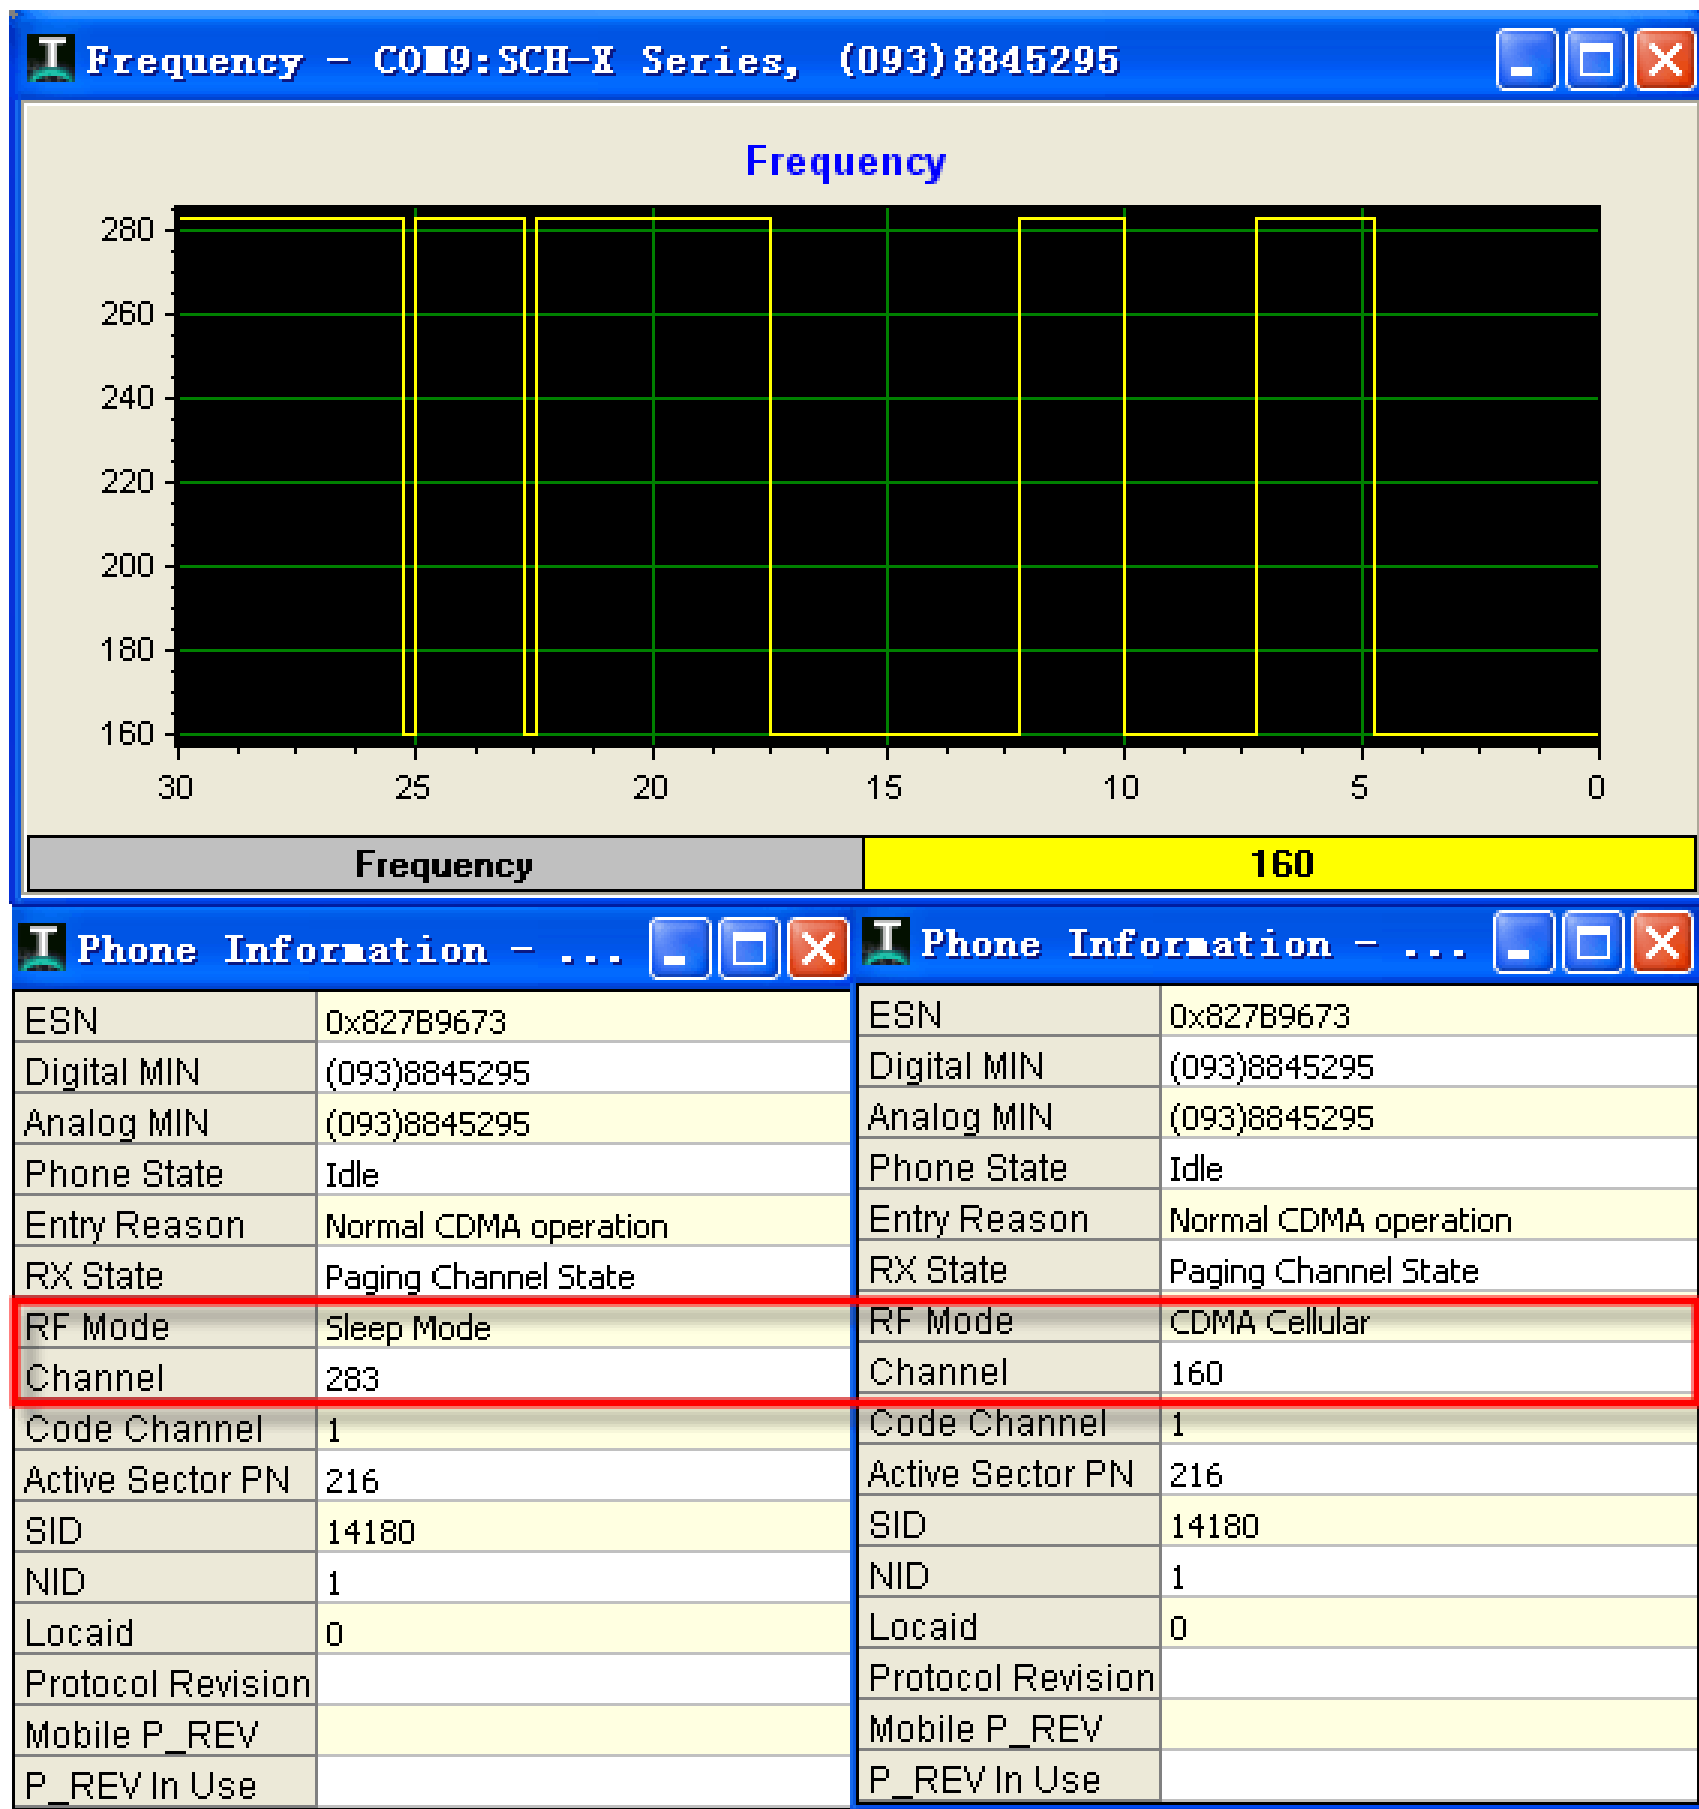 Frequency - COM9:SCH-X Series, (093)8845295
Frequency
280
260
240
220
200
180
160
30 25 20 15 10 5 0
Frequency 160
Phone Information - ...
ESN 0x827B9673
Digital MIN (093)8845295
Analog MIN (093)8845295
Phone State Idle
Entry Reason Normal CDMA operation
RX State Paging Channel State
RF Mode Sleep Mode
Channel 283
Code Channel 1
Active Sector PN 216
SID 14180
NID 1
Locaid 0
Protocol Revision
Mobile P_REV
P_REV In Use
Phone Information - ...
ESN 0x827B9673
Digital MIN (093)8845295
Analog MIN (093)8845295
Phone State Idle
Entry Reason Normal CDMA operation
RX State Paging Channel State
RF Mode CDMA Cellular
Channel 160
Code Channel 1
Active Sector PN 216
SID 14180
NID 1
Locaid 0
Protocol Revision
Mobile P_REV
P_REV In Use